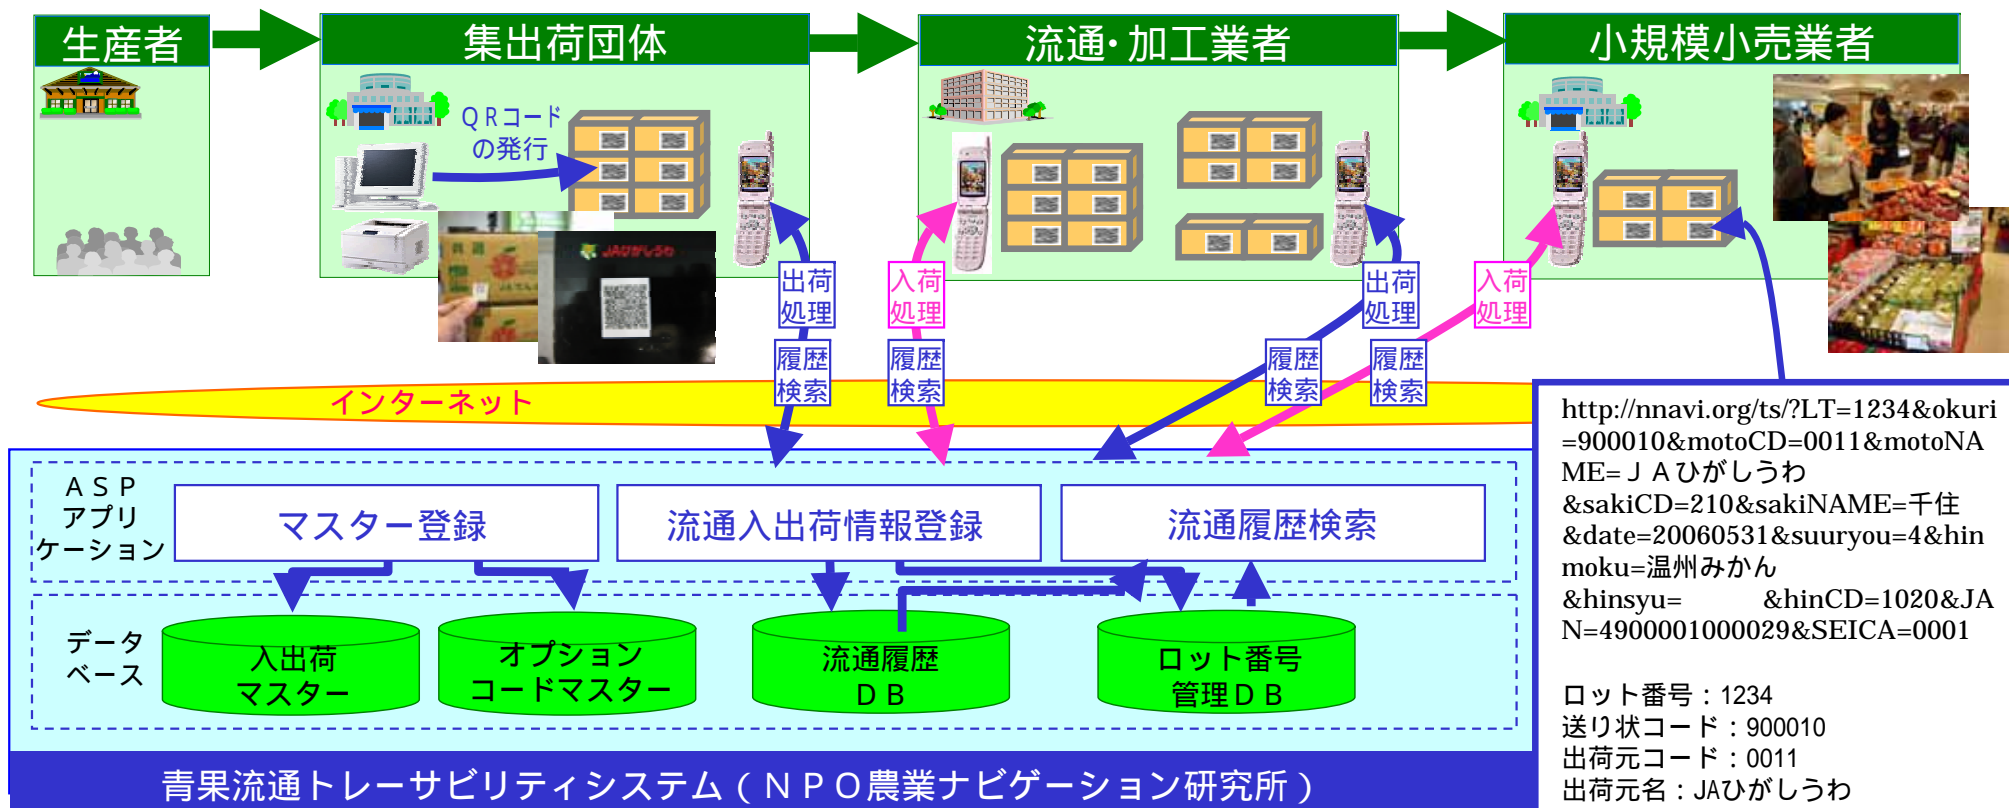 生産者
集出荷団体
流通・加工業者
小規模小売業者
ＱＲコード
の発行
JAひがしうわ
出荷
処理
入荷
処理
出荷
処理
入荷
処理
履歴
検索
履歴
検索
履歴
検索
履歴
検索
インターネット
http://nnavi.org/ts/?LT=1234&okuri
=900010&motoCD=0011&motoNA
ME=ＪＡひがしうわ
&sakiCD=210&sakiNAME=千住
&date=20060531&suuryou=4&hin
moku=温州みかん
&hinsyu= &hinCD=1020&JA
N=4900001000029&SEICA=0001
ロット番号：1234
送り状コード：900010
出荷元コード：0011
出荷元名：JAひがしうわ
ＡＳＰ
アプリ
ケーション
マスター登録
流通入出荷情報登録
流通履歴検索
データ
ベース
入出荷
マスター
オプション
コードマスター
流通履歴
ＤＢ
ロット番号
管理ＤＢ
青果流通トレーサビリティシステム（ＮＰＯ農業ナビゲーション研究所）